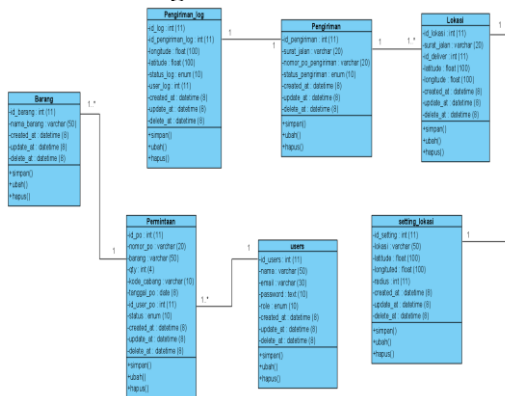 Pengiriman_log
-id_log : int (11)
-id_pengiriman_log : int (11)
-longitude : float (100)
-latitude : float (100)
-status_log : enum (10)
-user_log : int (11)
-created_at : datetime (6)
-update_at : datetime (6)
-delete_at : datetime (6)
+simpan()
+ubah()
+hapus()
1
1
Pengiriman
-id_pengiriman : int (11)
-surat_jalan : varchar (20)
-nomor_po_pengiriman : varchar (20)
-status_pengiriman : enum (10)
-created_at : datetime (6)
-update_at : datetime (6)
-delete_at : datetime (6)
+simpan()
+ubah()
+hapus()
1
1..*
Lokasi
-id_lokasi : int (11)
-surat_jalan : varchar (20)
-id_deliver : int (11)
-latitude : float (100)
-longitude : float (100)
-created_at : datetime (6)
-update_at : datetime (6)
-delete_at : datetime (6)
+simpan()
+ubah()
+hapus()
1
Barang
-id_barang : int (11)
-nama_barang : varchar (50)
-created_at : datetime (6)
-update_at : datetime (6)
-delete_at : datetime (6)
+simpan()
+ubah()
+hapus()
1..*
1
Permintaan
-id_po : int (11)
-nomor_po : varchar (20)
-barang : varchar (50)
-qty : int (4)
-kode_cabang : varchar (10)
-tanggal_po : date (6)
-id_user_po : int (11)
-status : enum (10)
-created_at : datetime (6)
-update_at : datetime (6)
-delete_at : datetime (6)
+simpan()
+ubah()
+hapus()
1..*
1
users
-id_users : int (11)
-name : varchar (50)
-email : varchar (30)
-password : text (10)
-role : enum (10)
-created_at : datetime (6)
-update_at : datetime (6)
-delete_at : datetime (6)
+simpan()
+ubah()
+hapus()
setting_lokasi
-id_setting : int (11)
-lokasi : varchar (50)
-latitude : float (100)
-longitufed : float (100)
-radius : int (11)
-created_at : datetime (6)
-update_at : datetime (6)
-delete_at : datetime (6)
+simpan()
+ubah()
+hapus()
1